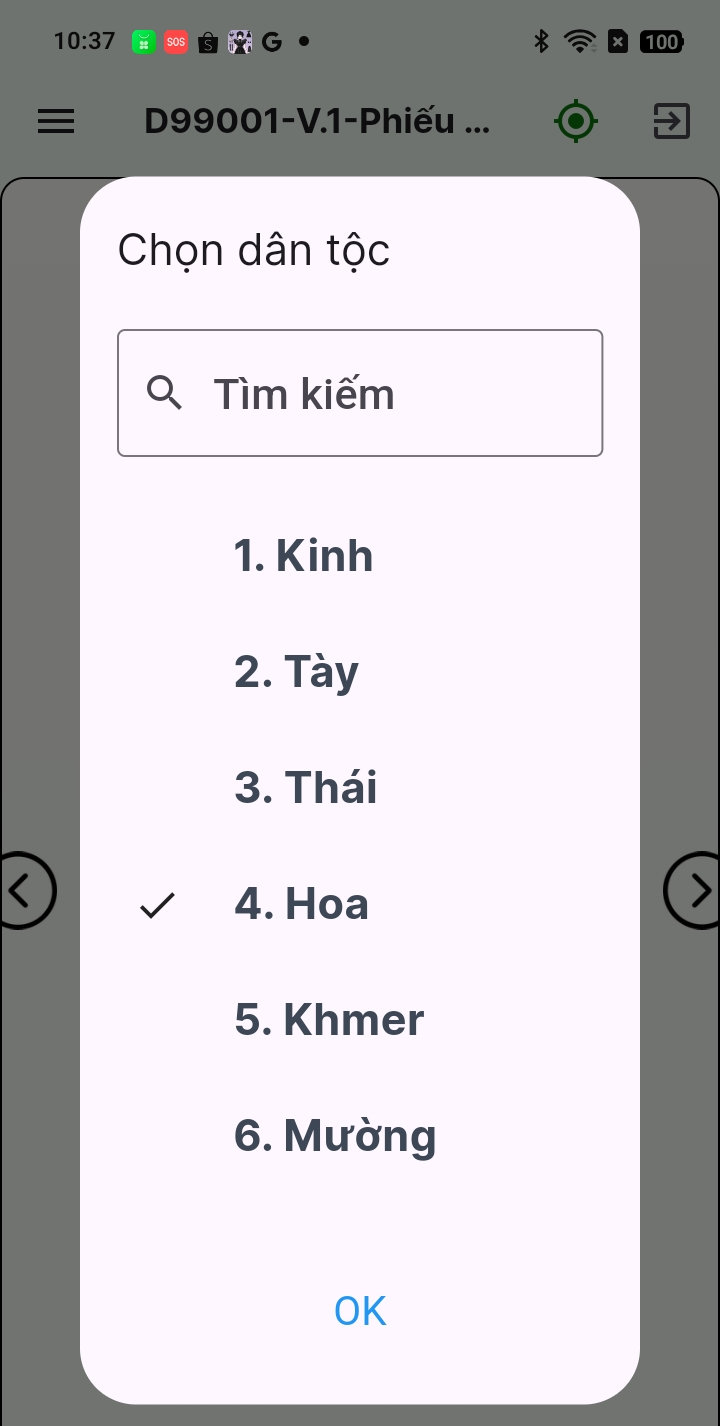 10:37
SOS
100
D99001-V.1-Phiếu ...
Chọn dân tộc
Tìm kiếm
1. Kinh
2. Tày
3. Thái
4. Hoa
5. Khmer
6. Mường
OK